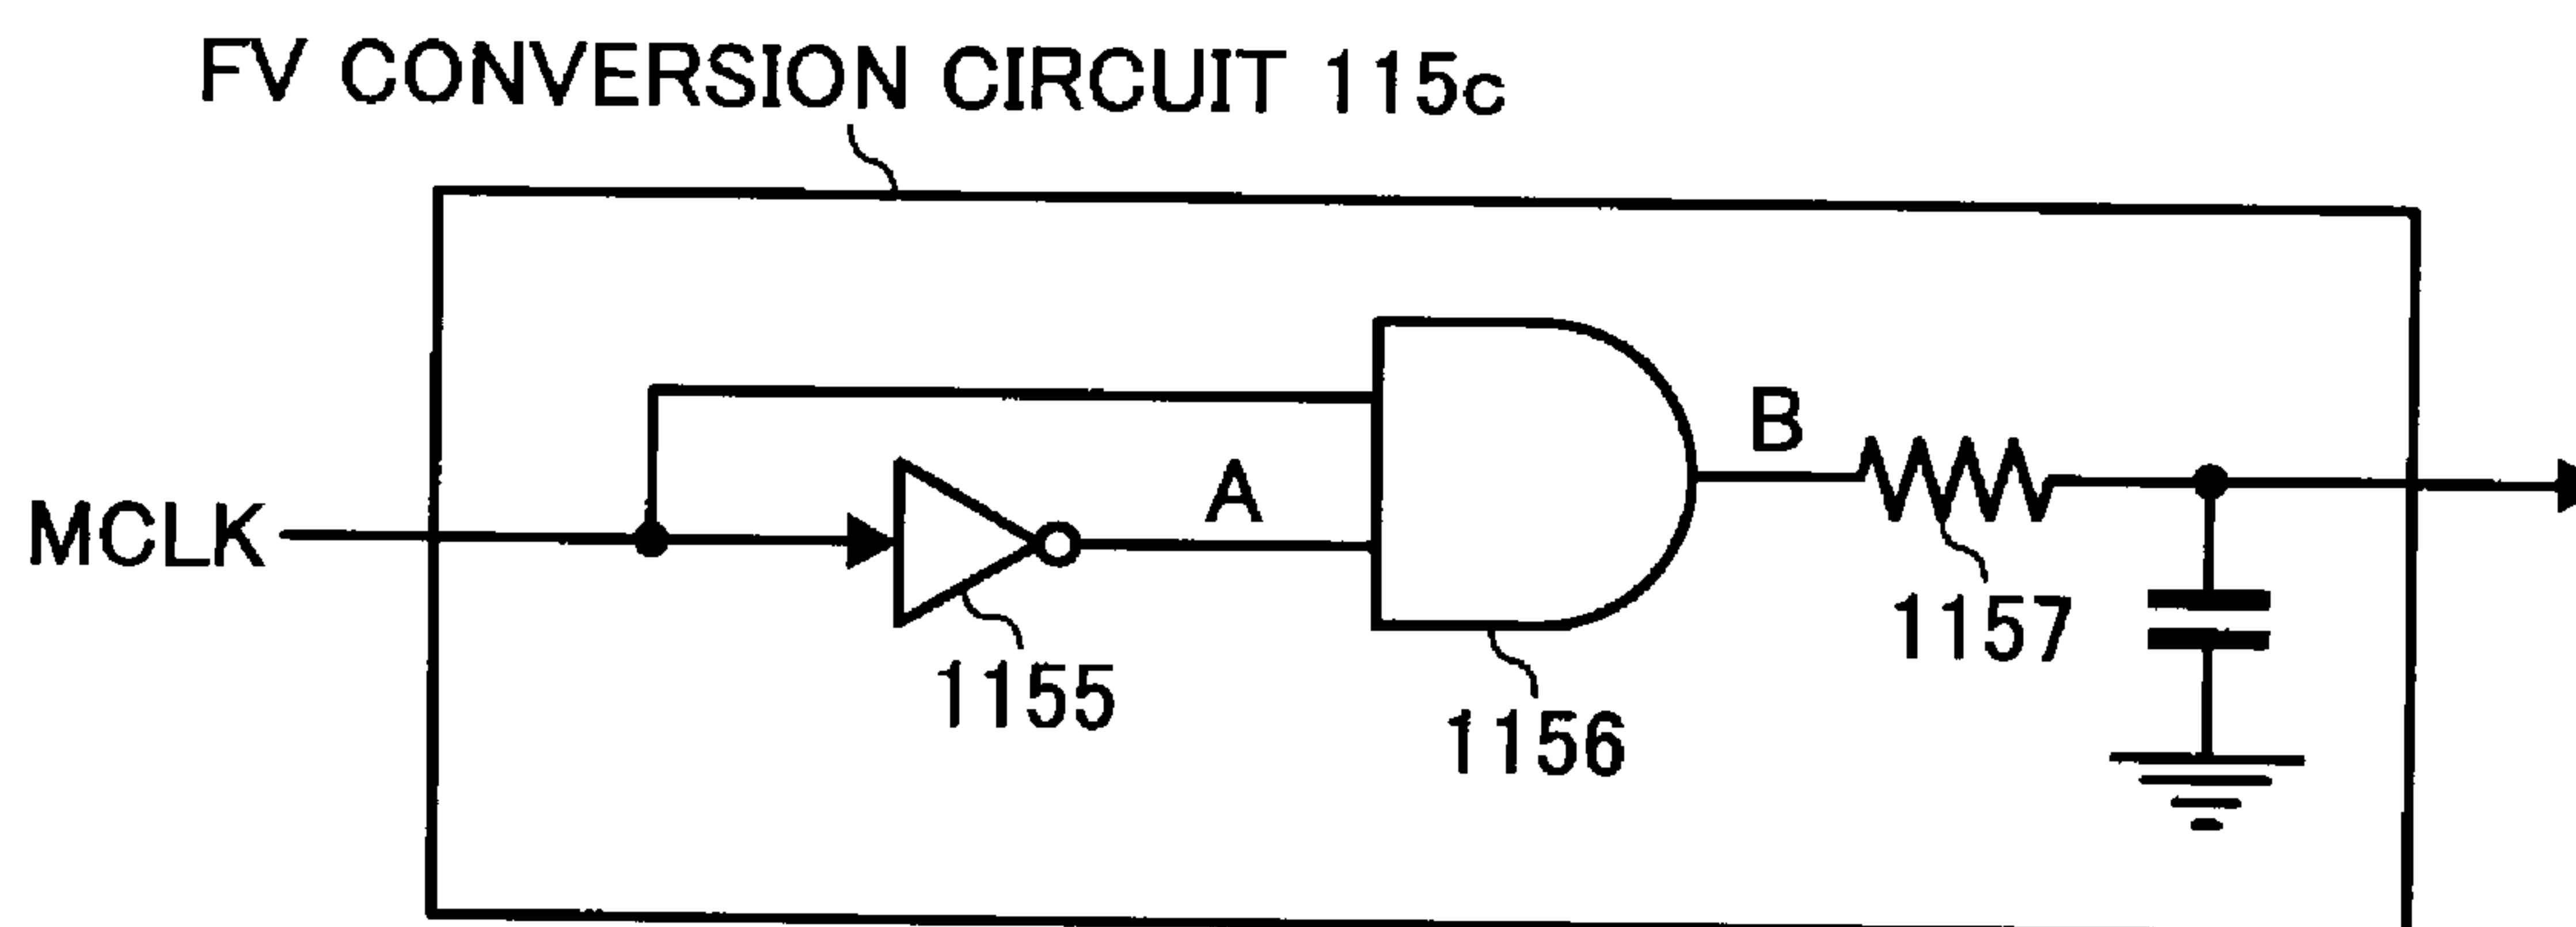 FV CONVERSION CIRCUIT 115c
B
A
MCLK
1157
1155
1156